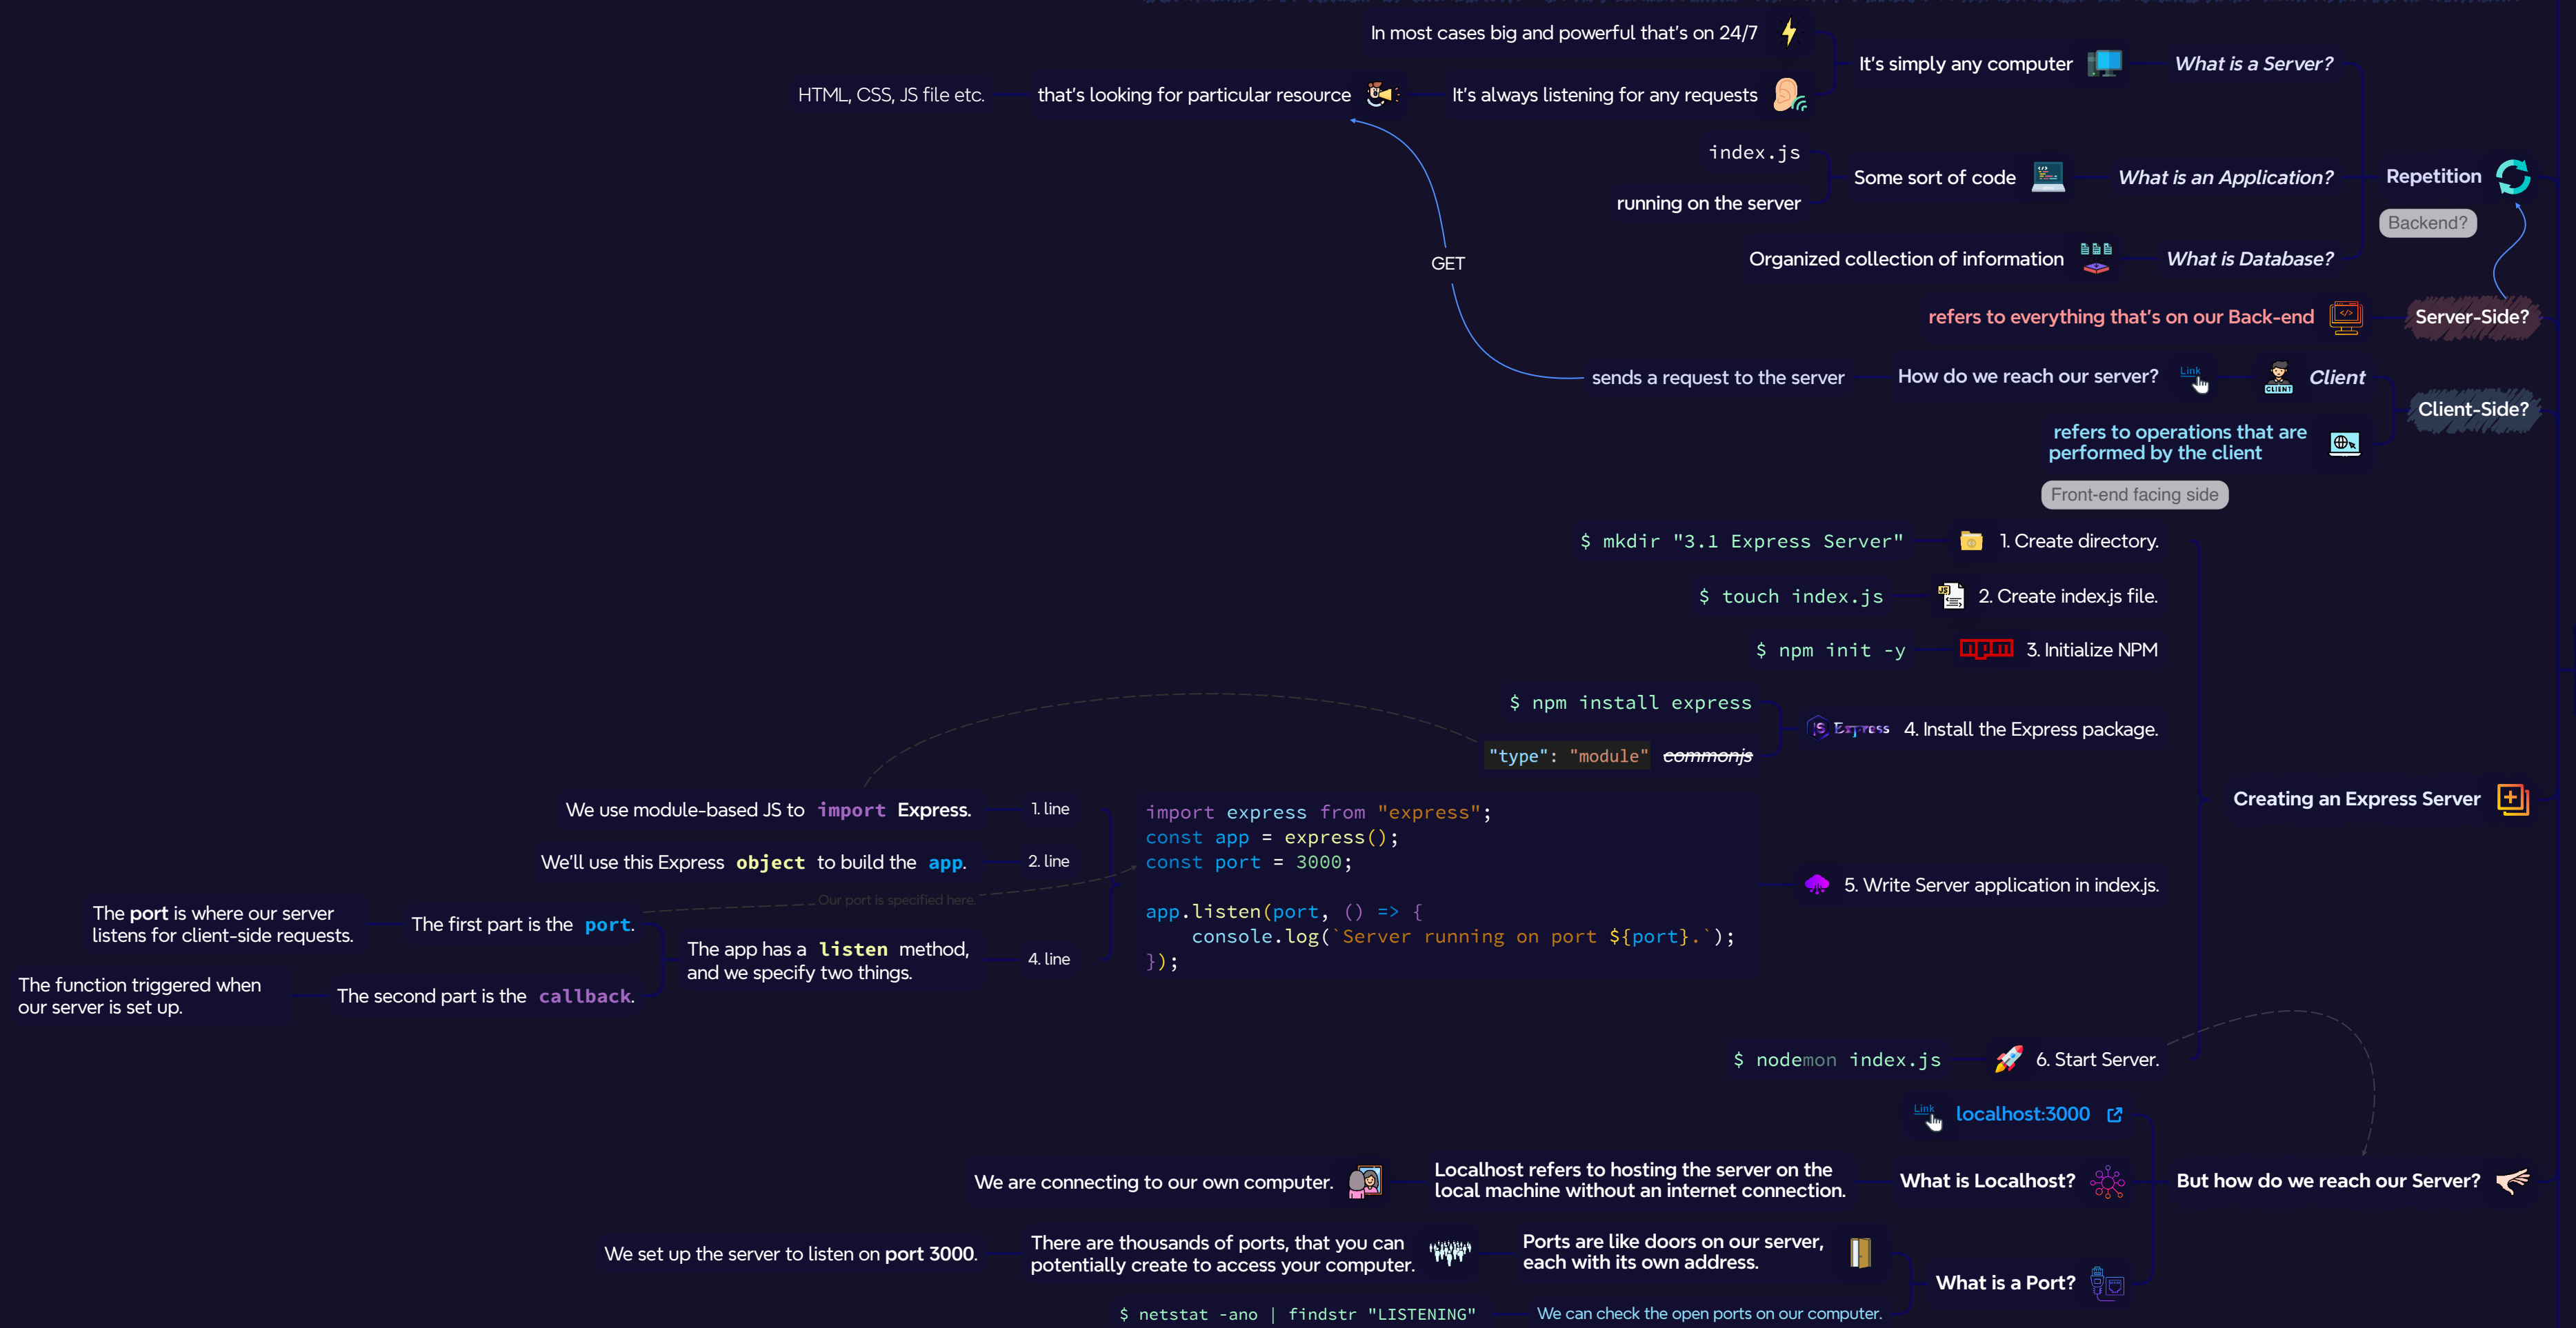 Repetition
Backend?
What is a Server?
It's simply any computer
In most cases big and powerful that's on 24/7
It's always listening for any requests
that's looking for particular resource
HTML, CSS, JS file etc.
What is an Application?
Some sort of code
index.js
running on the server
What is Database?
Organized collection of information
Server-Side?
refers to everything that's on our Back-end
Client-Side?
Client
CLIENT
Link
How do we reach our server?
sends a request to the server
GET
refers to operations that are
performed by the client
Front-end facing side
Creating an Express Server
1. Create directory.
$ mkdir "3.1 Express Server"
2. Create index.js file.
JS
$ touch index.js
3. Initialize NPM
npm
$ npm init -y
4. Install the Express package.
JS Express
$ npm install express
"type": "module" commonjs
5. Write Server application in index.js.
import express from "express";
const app = express();
const port = 3000;
app.listen(port, () => {
console.log(`Server running on port ${port}.`);
});
1. line
We use module-based JS to import Express.
2. line
We'll use this Express object to build the app.
Our port is specified here.
4. line
The app has a listen method,
and we specify two things.
The first part is the port.
The port is where our server
listens for client-side requests.
The second part is the callback.
The function triggered when
our server is set up.
6. Start Server.
$ nodemon index.js
But how do we reach our Server?
Link
localhost:3000
What is Localhost?
Localhost refers to hosting the server on the
local machine without an internet connection.
We are connecting to our own computer.
What is a Port?
Ports are like doors on our server,
each with its own address.
There are thousands of ports, that you can
potentially create to access your computer.
We set up the server to listen on port 3000.
We can check the open ports on our computer.
$ netstat -ano | findstr "LISTENING"